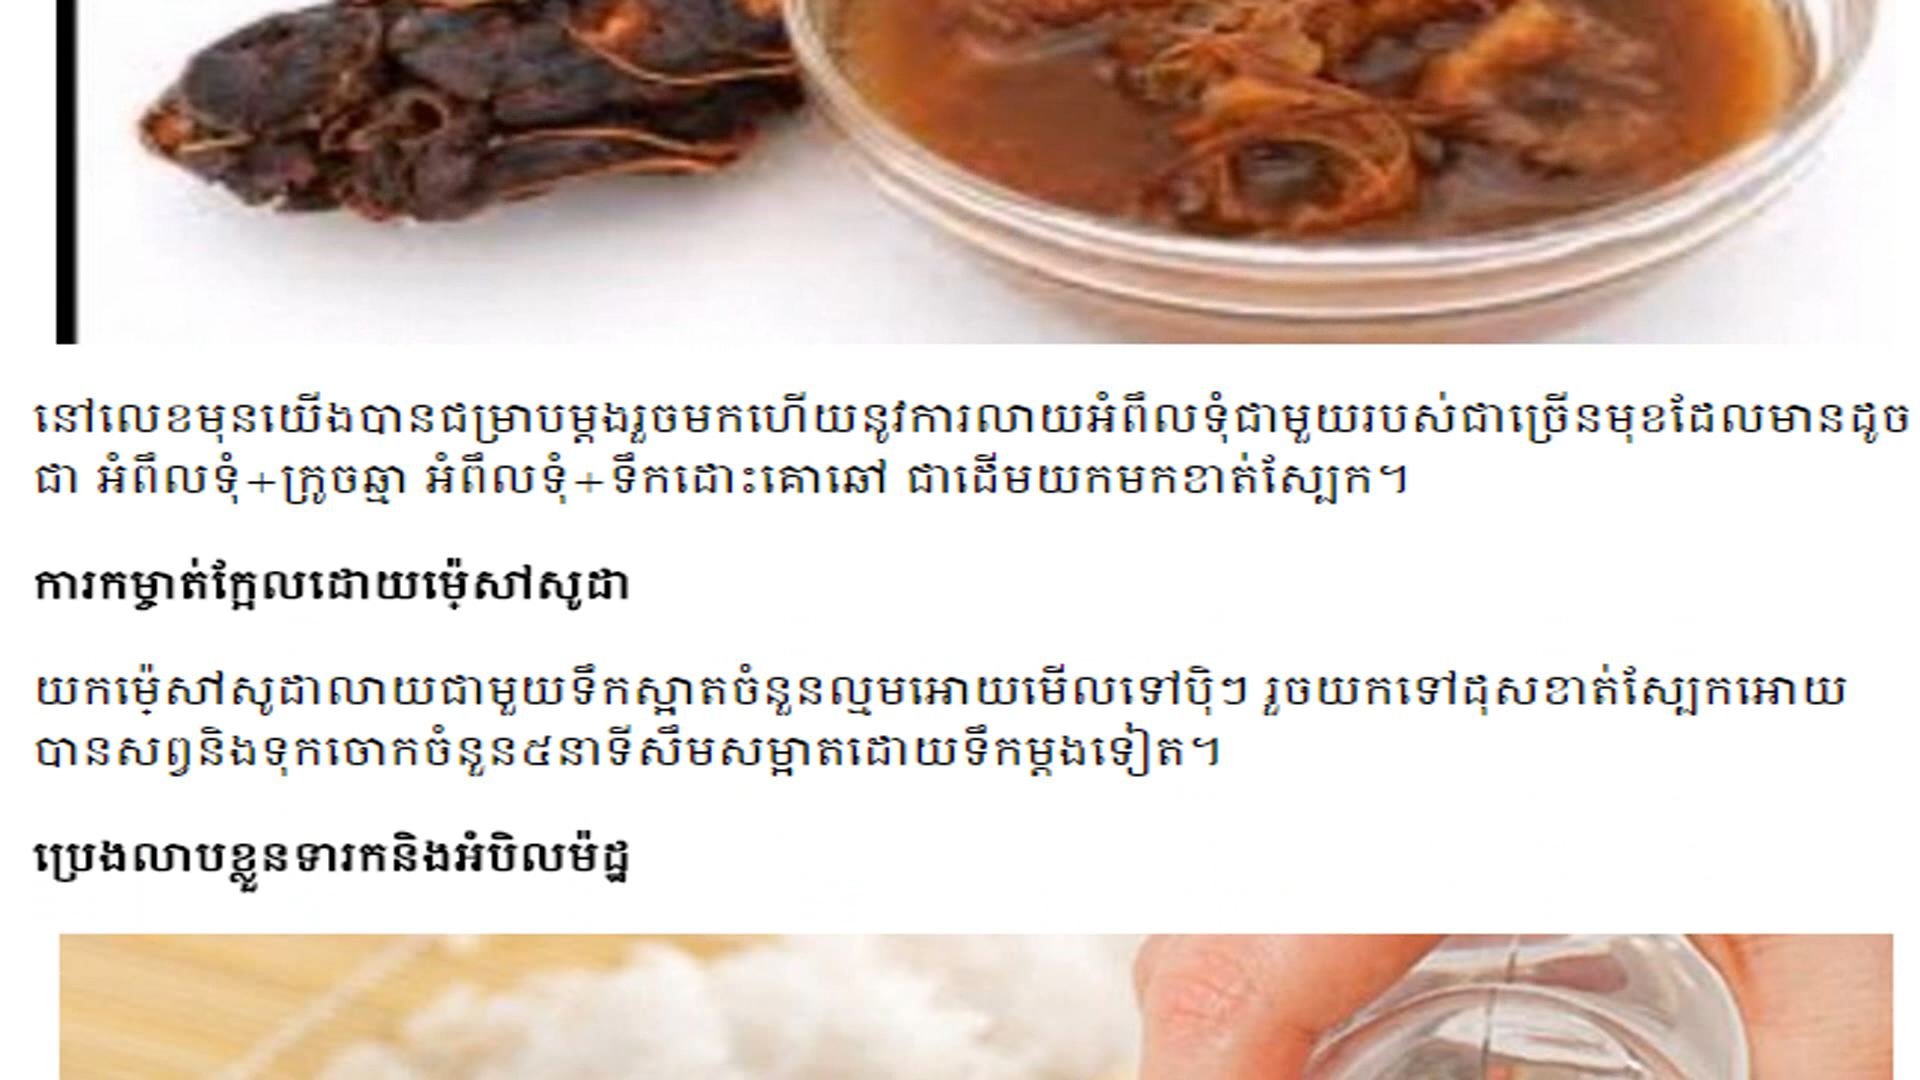 នៅលេខមុនយើងបានជម្រាបម្តងរួចមកហើយនូវការលាយអំពឹលទុំជាមួយរបស់ជាច្រើនមុខដែលមានដូច
ជា អំពឹលទុំ+ក្រូចឆ្មា អំពឹលទុំ+ទឹកដោះគោឆៅ ជាដើមយកមកខាត់ស្បែក។
ការកម្ចាត់ក្អែលដោយម៉្សៅសូដា
យកម៉្សៅសូដាលាយជាមួយទឹកស្អាតចំនួនល្មមអោយមើលទៅប៉ិៗ រួចយកទៅដុសខាត់ស្បែកអោយ
បានសព្វនិងទុកចោកចំនួន៥នាទីសឹមសម្អាតដោយទឹកម្តងទៀត។
ប្រេងលាបខ្លួនទារកនិងអំបិលម៉ដ្ឋ